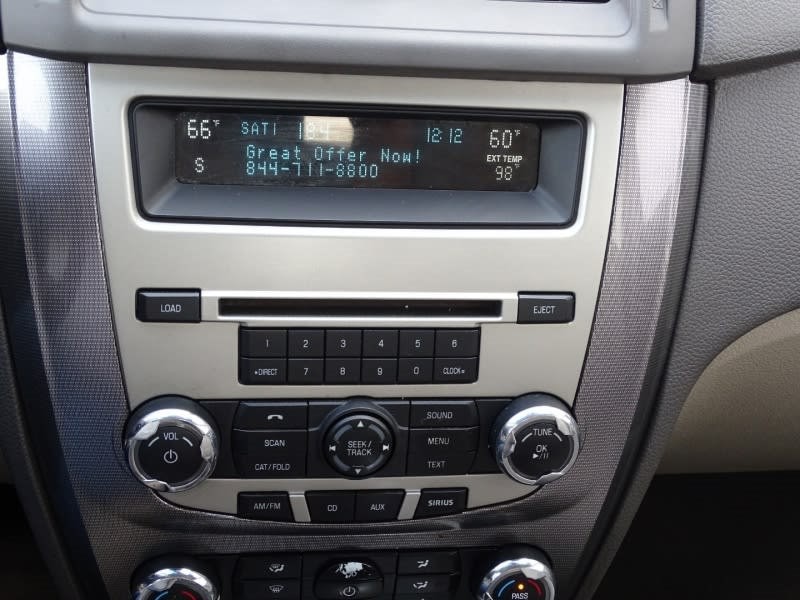 66°F SAT1 184 12:12 60°F
Great Offer Now!
EXT TEMP
S 844-711-8800 98°
LOAD EJECT
1 2 3 4 5 6
*DIRECT 7 8 9 0 CLOCK
SOUND
VOL SCAN SEEK/ MENU TUNE
TRACK OK
CAT/FOLD TEXT
AM/FM CD AUX SIRIUS
PASS